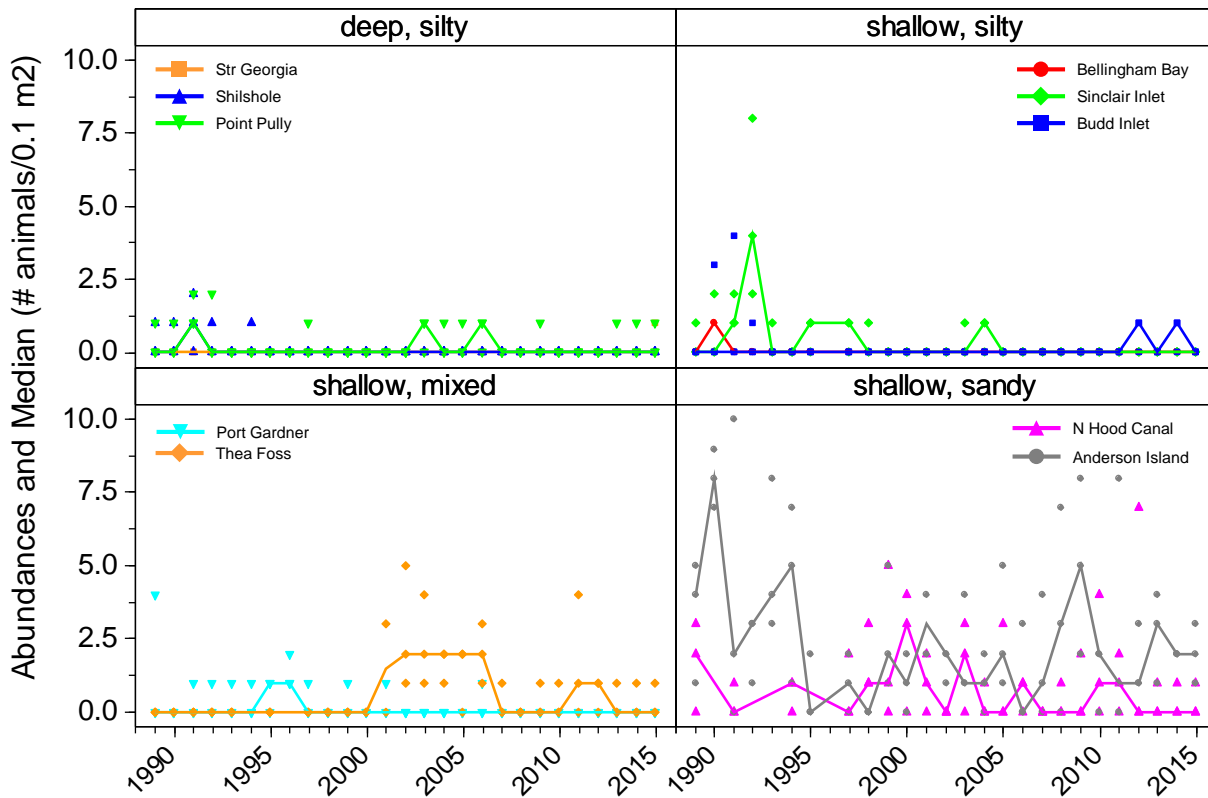 deep, silty
shallow, silty
Abundances and Median (# animals/0.1 m2)
10.0
7.5
5.0
2.5
0.0
Str Georgia
Shilshole
Point Pully
Bellingham Bay
Sinclair Inlet
Budd Inlet
shallow, mixed
shallow, sandy
10.0
7.5
5.0
2.5
0.0
Port Gardner
Thea Foss
N Hood Canal
Anderson Island
1990
1995
2000
2005
2010
2015
1990
1995
2000
2005
2010
2015